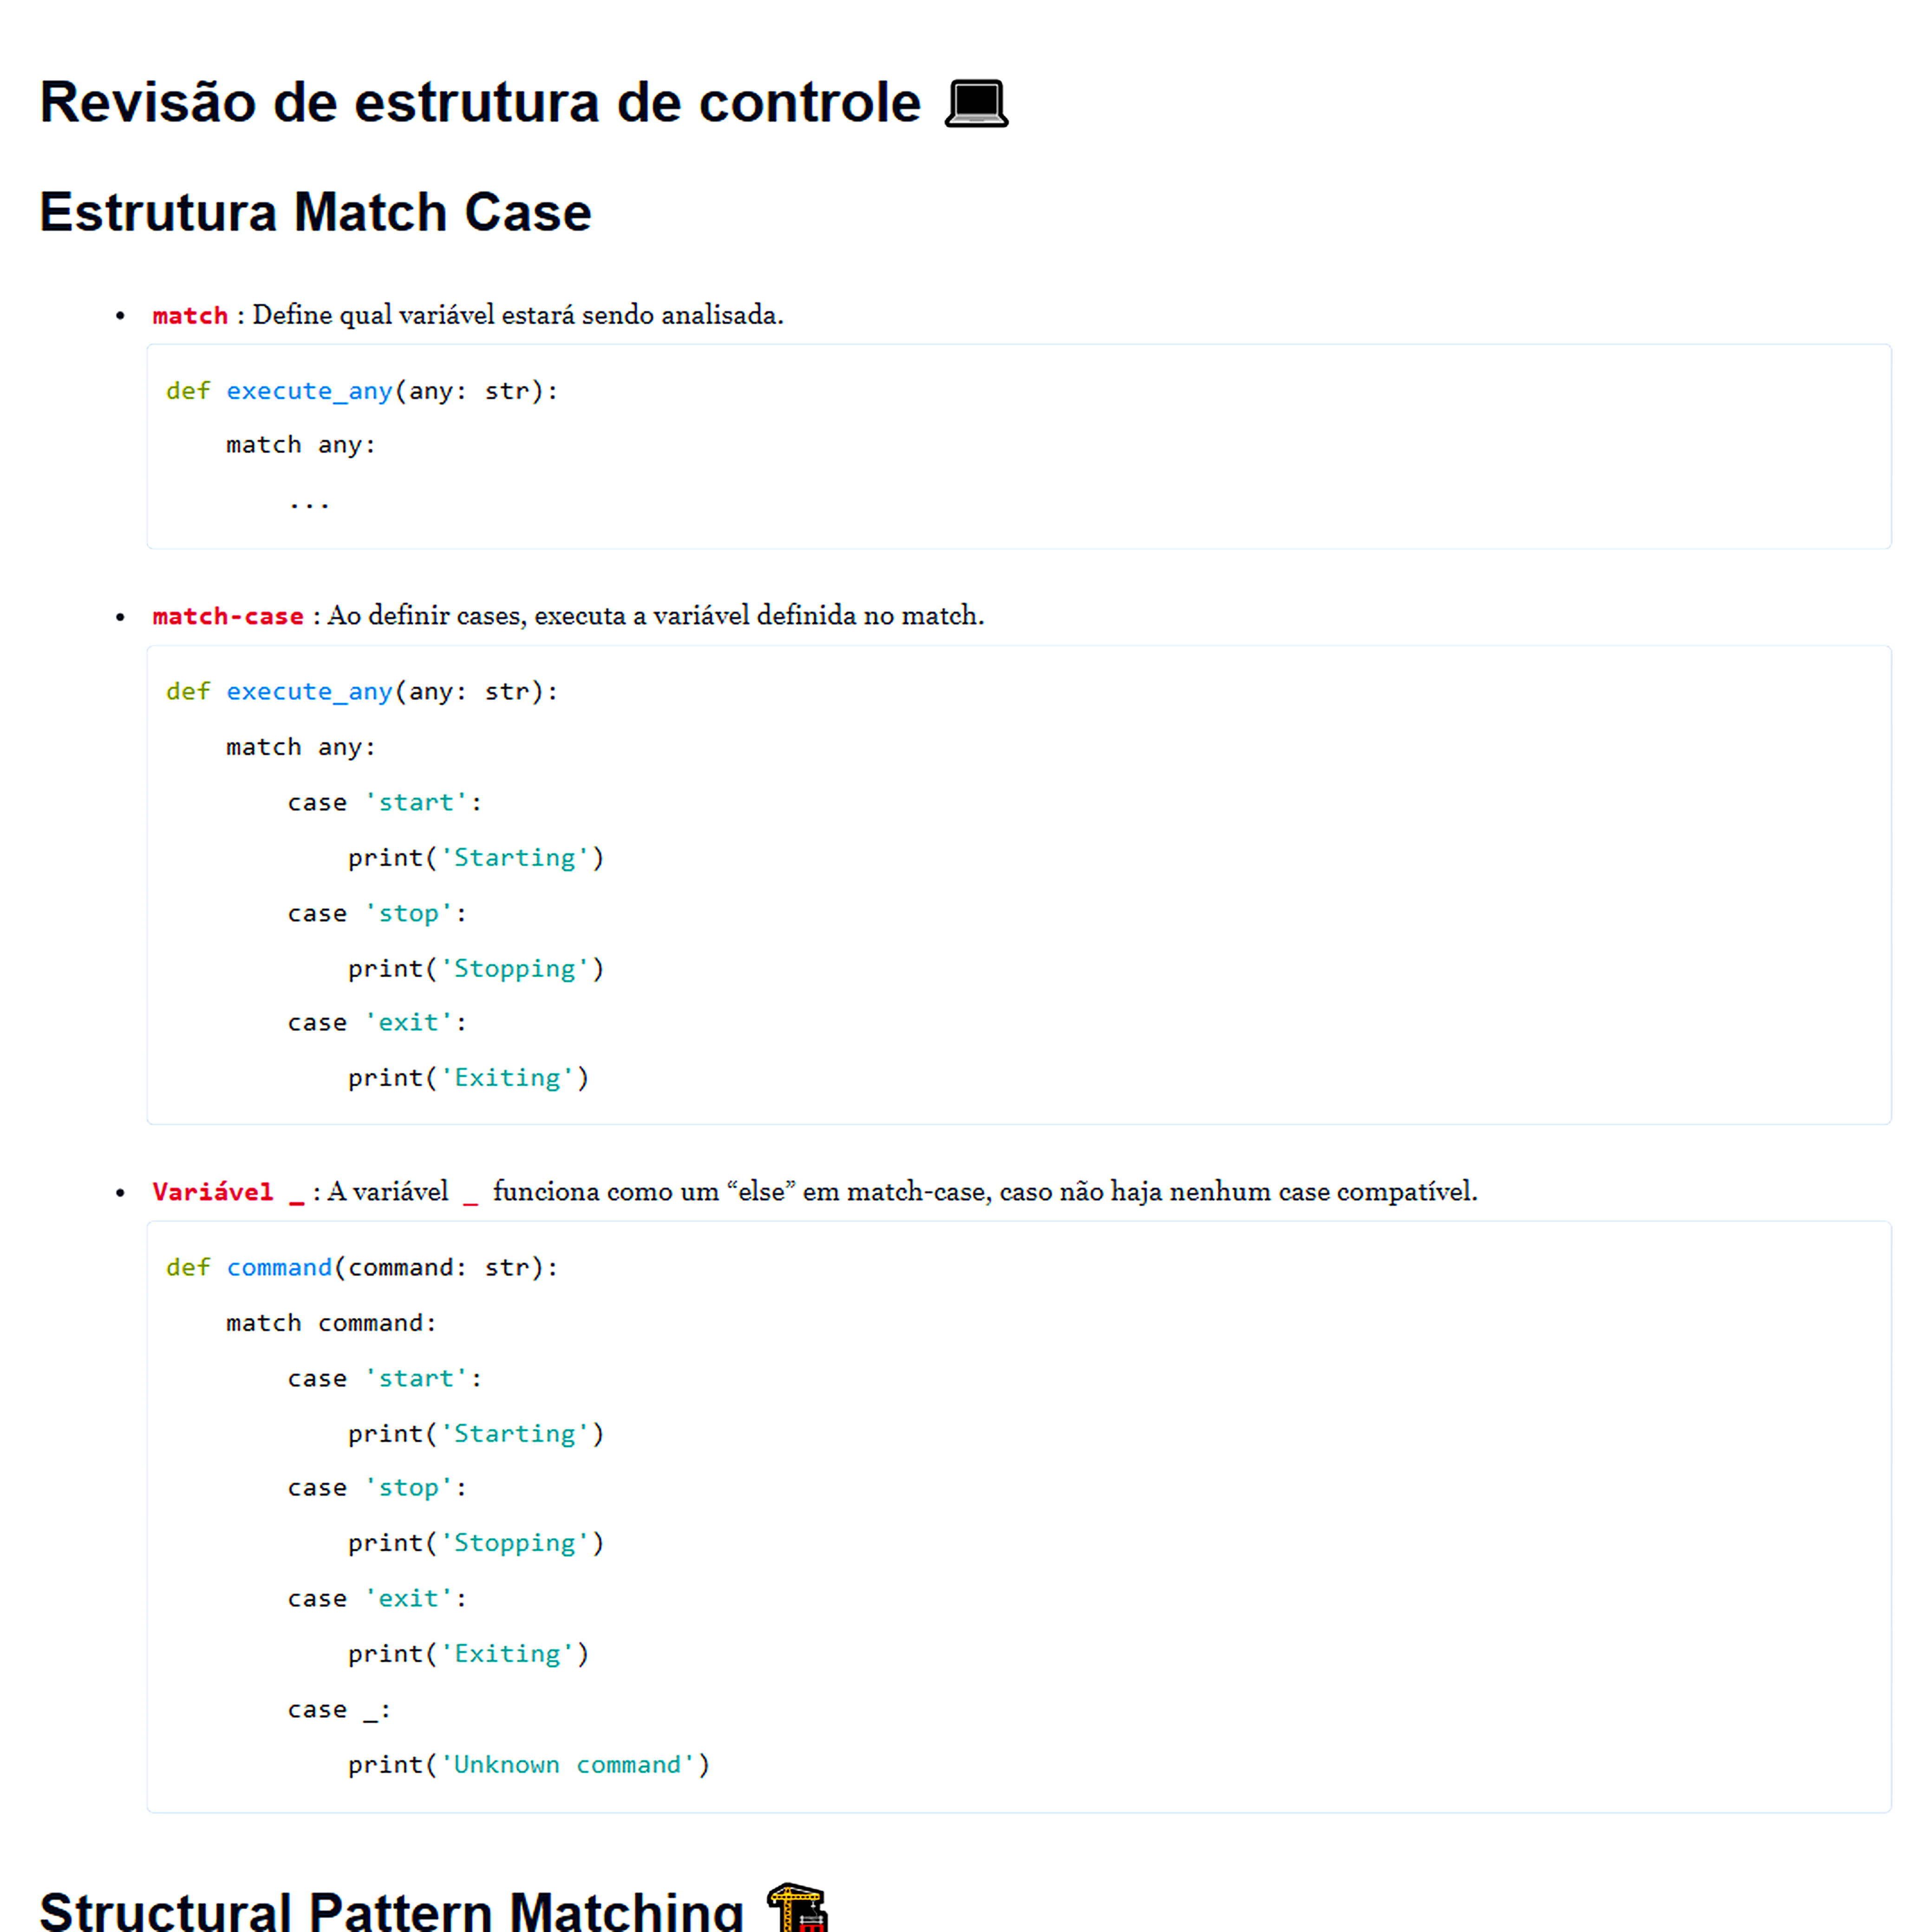 Revisão de estrutura de controle 💻
Estrutura Match Case
• match : Define qual variável estará sendo analisada.
def execute_any(any: str):
    match any:
        ...
• match-case : Ao definir cases, executa a variável definida no match.
def execute_any(any: str):
    match any:
        case 'start':
            print('Starting')
        case 'stop':
            print('Stopping')
        case 'exit':
            print('Exiting')
• Variável _ : A variável _ funciona como um “else” em match-case, caso não haja nenhum case compatível.
def command(command: str):
    match command:
        case 'start':
            print('Starting')
        case 'stop':
            print('Stopping')
        case 'exit':
            print('Exiting')
        case _:
            print('Unknown command')
Structural Pattern Matching 🏗️